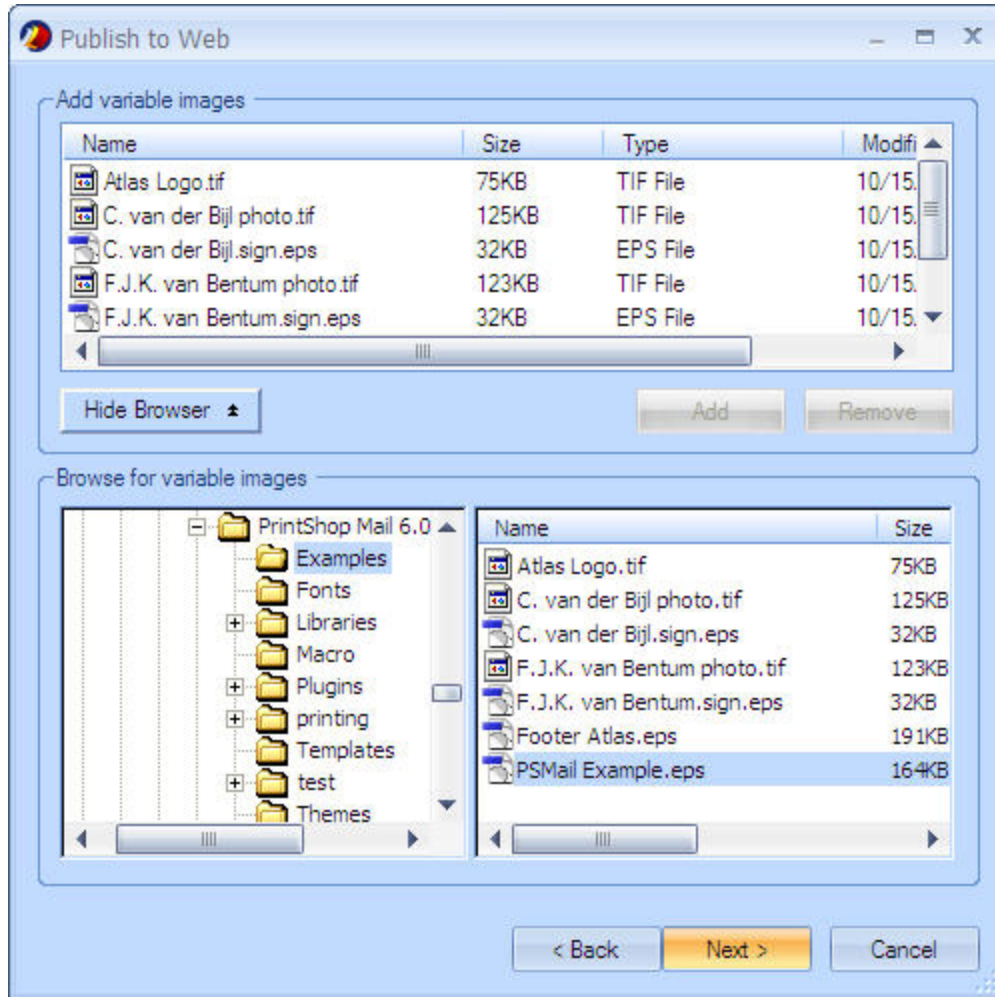 Publish to Web
Add variable images
Name Size Type Modifi
Atlas Logo.tif 75KB TIF File 10/15.
C. van der Bijl photo.tif 125KB TIF File 10/15.
C. van der Bijl.sign.eps 32KB EPS File 10/15.
F.J.K. van Bentum photo.tif 123KB TIF File 10/15.
F.J.K. van Bentum.sign.eps 32KB EPS File 10/15.
Hide Browser Add Remove
Browse for variable images
PrintShop Mail 6.0
Examples
Fonts
Libraries
Macro
Plugins
printing
Templates
test
Themes
Name Size
Atlas Logo.tif 75KB
C. van der Bijl photo.tif 125KB
C. van der Bijl.sign.eps 32KB
F.J.K. van Bentum photo.tif 123KB
F.J.K. van Bentum.sign.eps 32KB
Footer Atlas.eps 191KB
PSMail Example.eps 164KB
< Back Next > Cancel